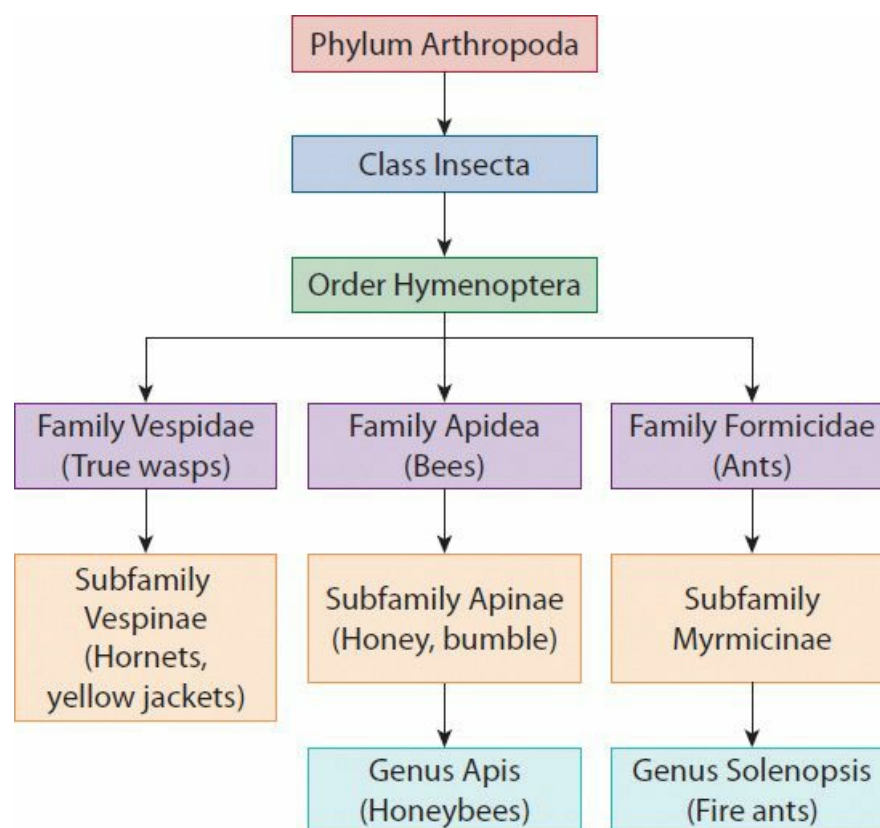 Phylum Arthropoda
Class Insecta
Order Hymenoptera
Family Vespidae
(True wasps)
Family Apidea
(Bees)
Family Formicidae
(Ants)
Subfamily
Vespinae
(Hornets,
yellow jackets)
Subfamily Apinae
(Honey, bumble)
Subfamily
Myrmicinae
Genus Apis
(Honeybees)
Genus Solenopsis
(Fire ants)